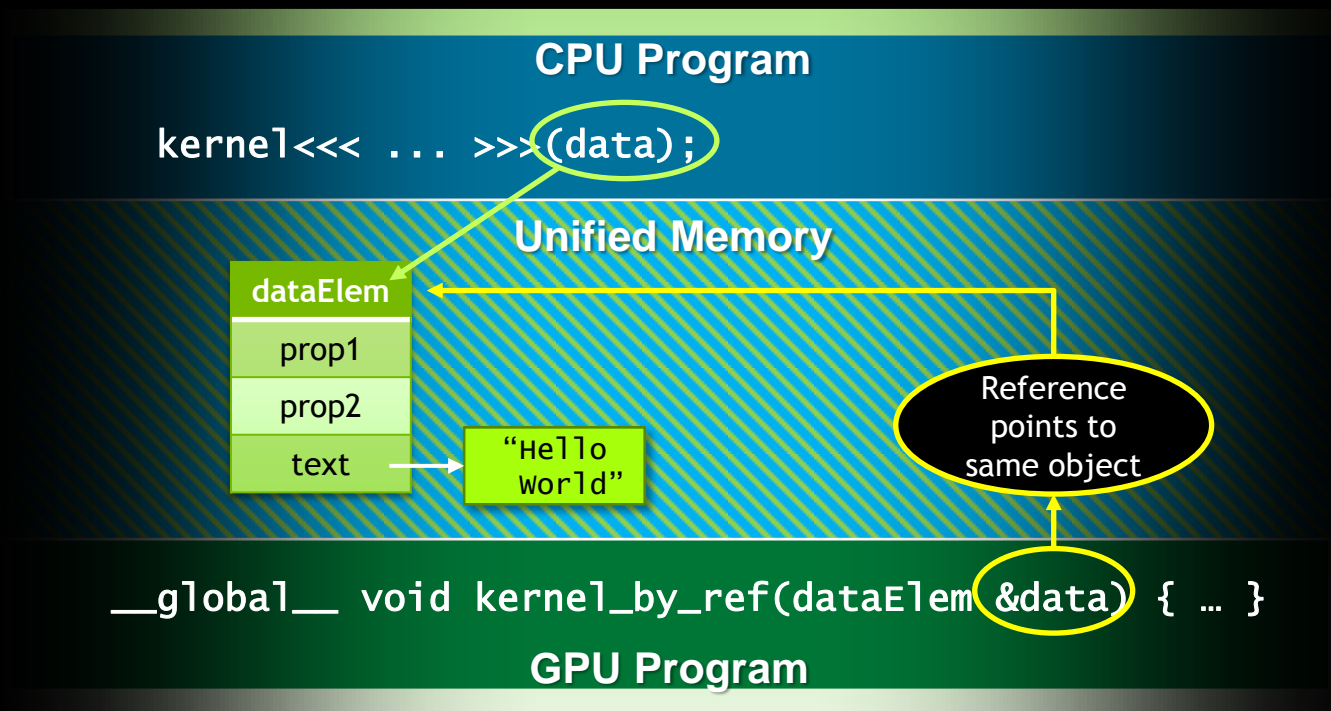 CPU Program
kernel<<< ... >>>(data);
Unified Memory
dataElem
prop1
prop2
text
“Hello
World”
Reference
points to
same object
__global__ void kernel_by_ref(dataElem &data) { … }
GPU Program